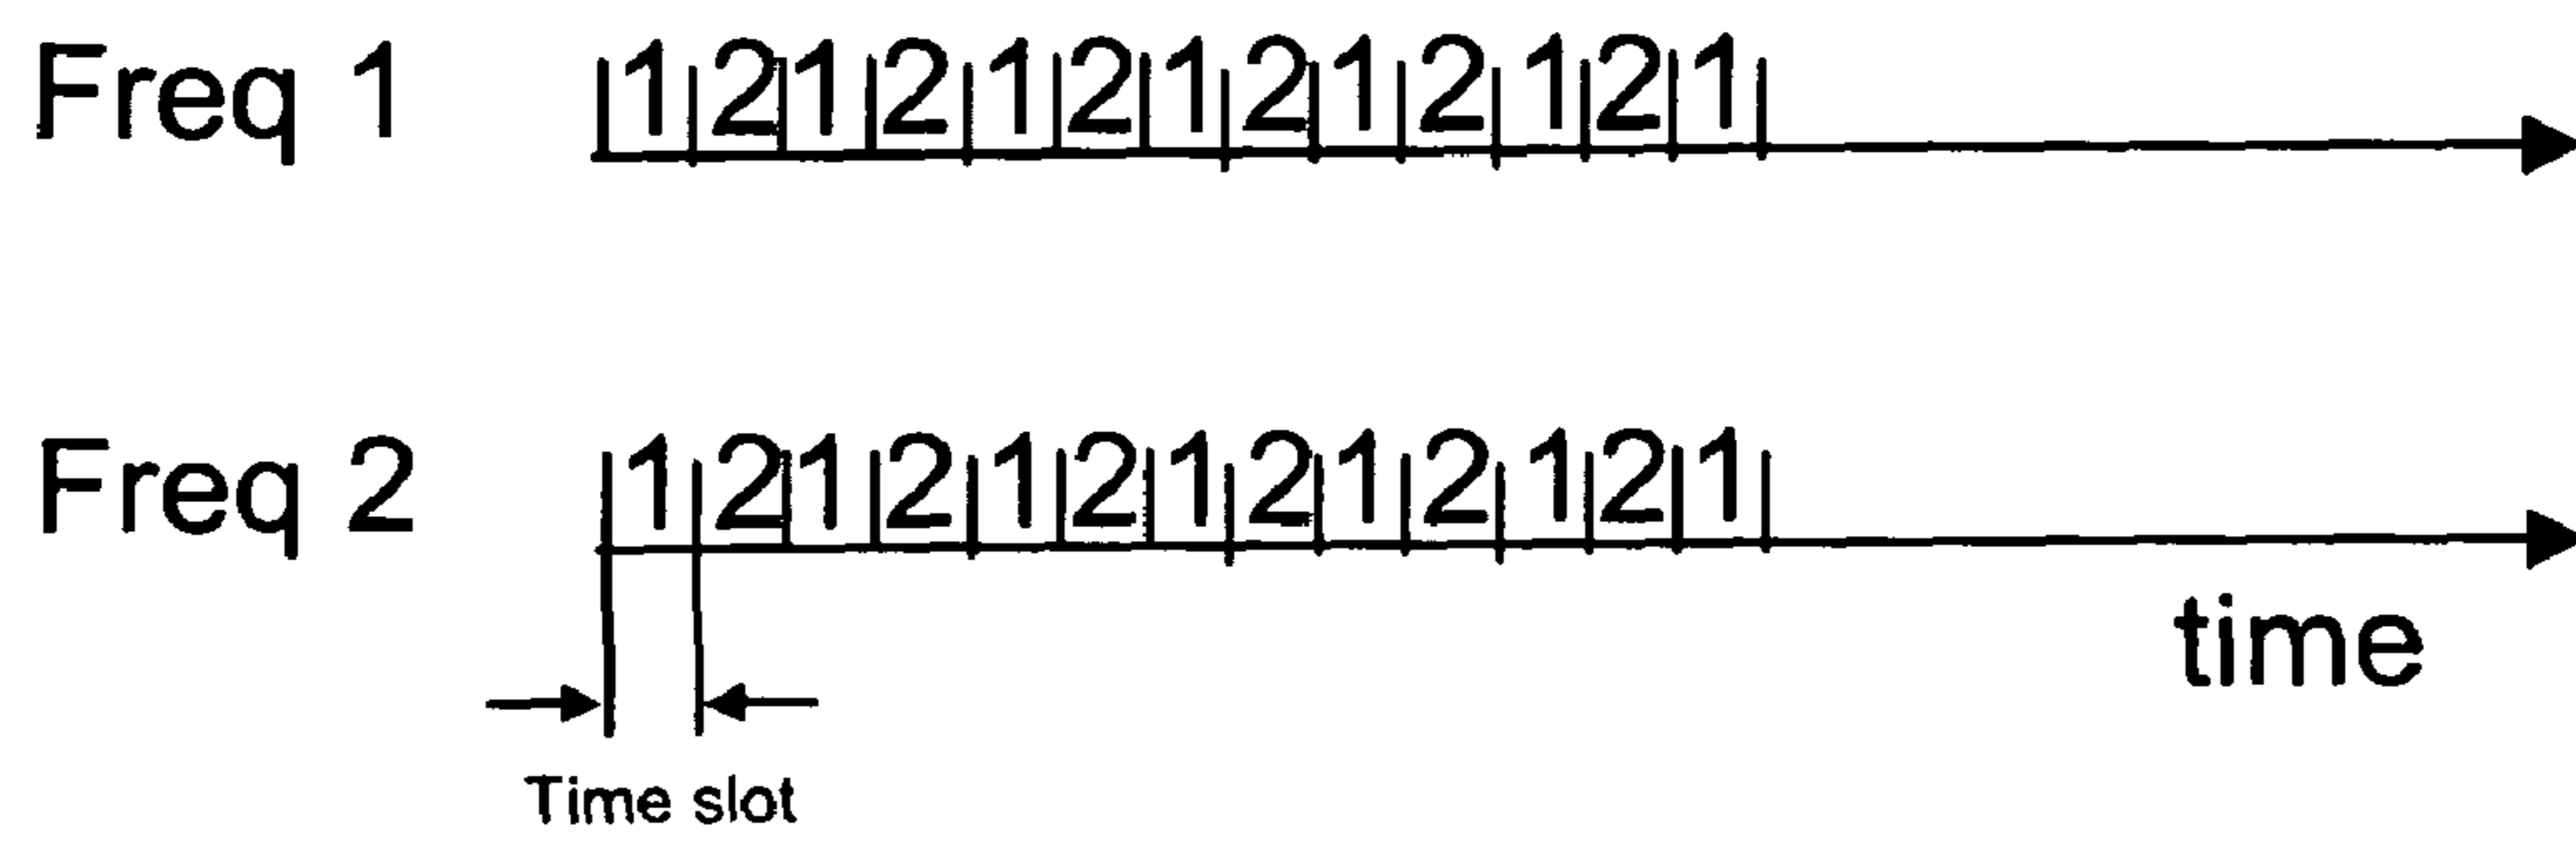 Freq 1 1 2 1 2 1 2 1 2 1 2 1 2 1
Freq 2 1 2 1 2 1 2 1 2 1 2 1 2 1
time
Time slot